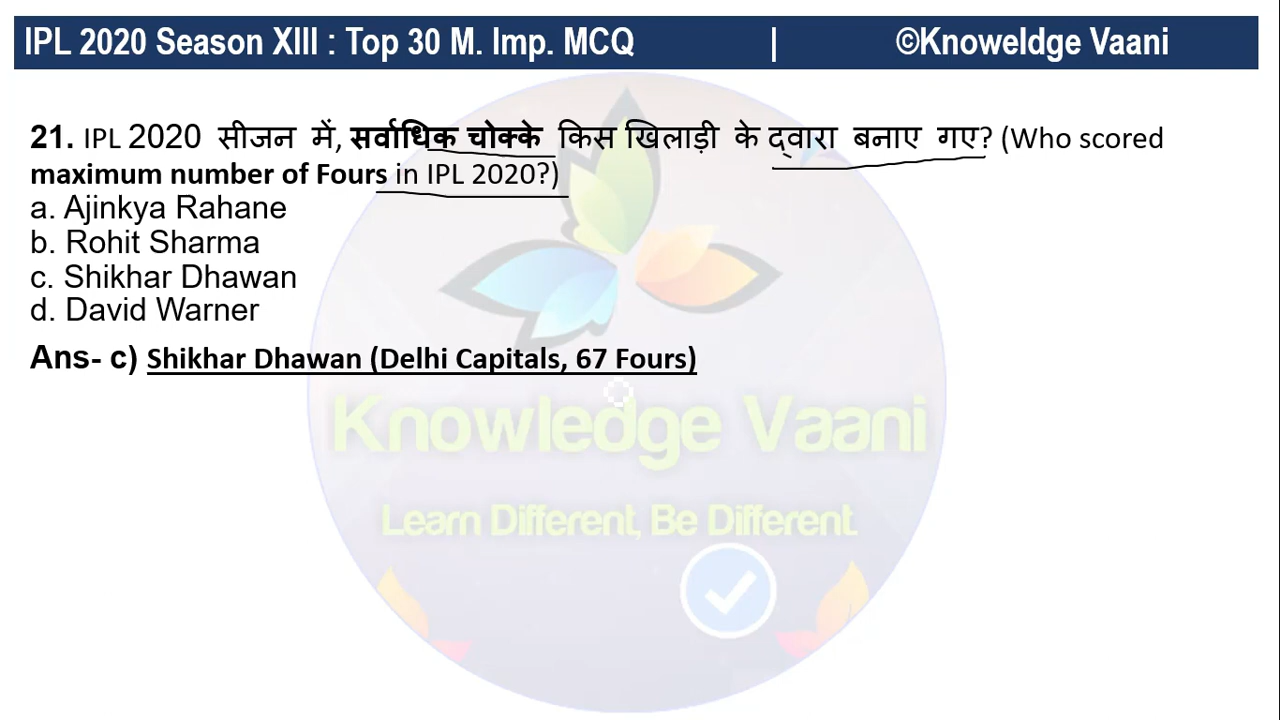 IPL 2020 Season XIII : Top 30 M. Imp. MCQ | ©Knoweldge Vaani
21. IPL 2020 सीजन में, सर्वाधिक चोक्के किस खिलाड़ी के द्वारा बनाए गए? (Who scored
maximum number of Fours in IPL 2020?)
a. Ajinkya Rahane
b. Rohit Sharma
c. Shikhar Dhawan
d. David Warner
Ans- c) Shikhar Dhawan (Delhi Capitals, 67 Fours)
Knowledge Vaani
Learn Different, Be Different